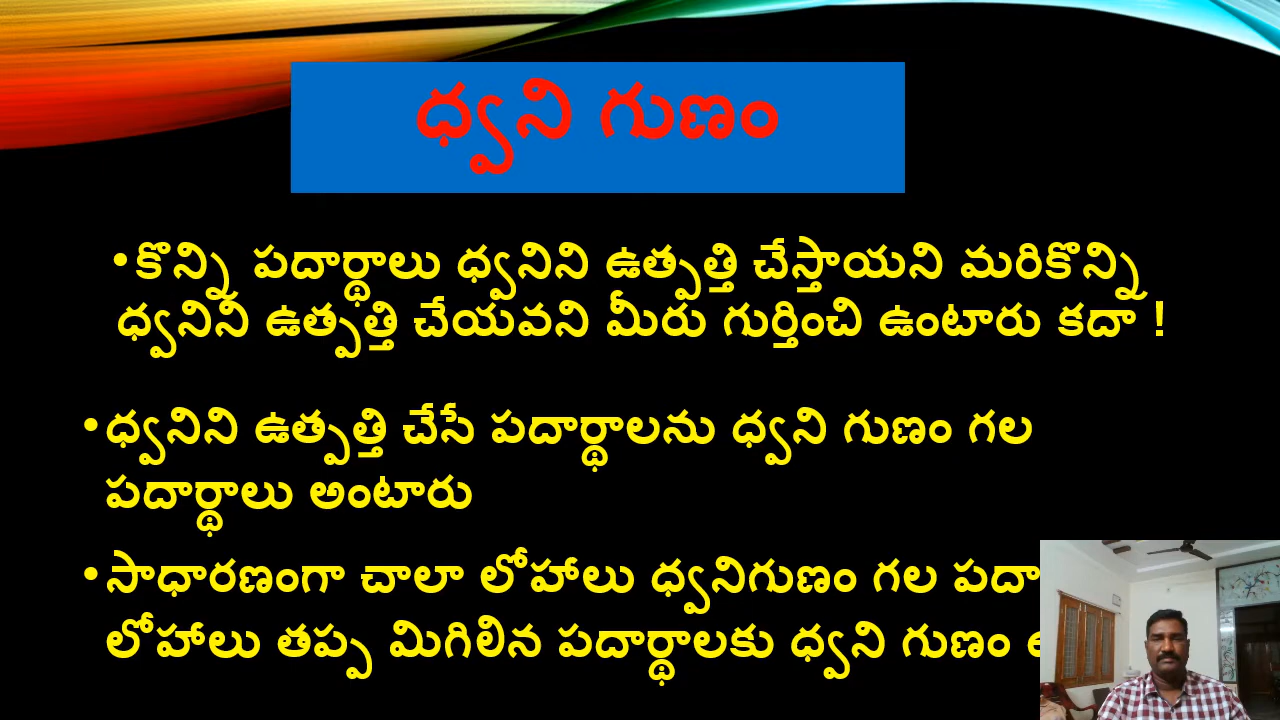 ధ్వని గుణం
•కొన్ని పదార్థాలు ధ్వనిని ఉత్పత్తి చేస్తాయని మరికొన్ని
ధ్వనిని ఉత్పత్తి చేయవని మీరు గుర్తించి ఉంటారు కదా !
•ధ్వనిని ఉత్పత్తి చేసే పదార్థాలను ధ్వని గుణం గల
పదార్థాలు అంటారు
•సాధారణంగా చాలా లోహాలు ధ్వనిగుణం గల
లోహాలు తప్ప మిగిలిన పదార్థాలకు ధ్వని గుణం